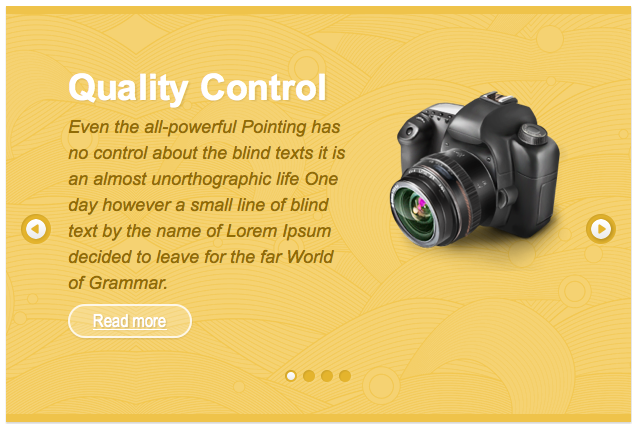 Quality Control
Even the all-powerful Pointing has
no control about the blind texts it is
an almost unorthographic life One
day however a small line of blind
text by the name of Lorem Ipsum
decided to leave for the far World
of Grammar.
Read more